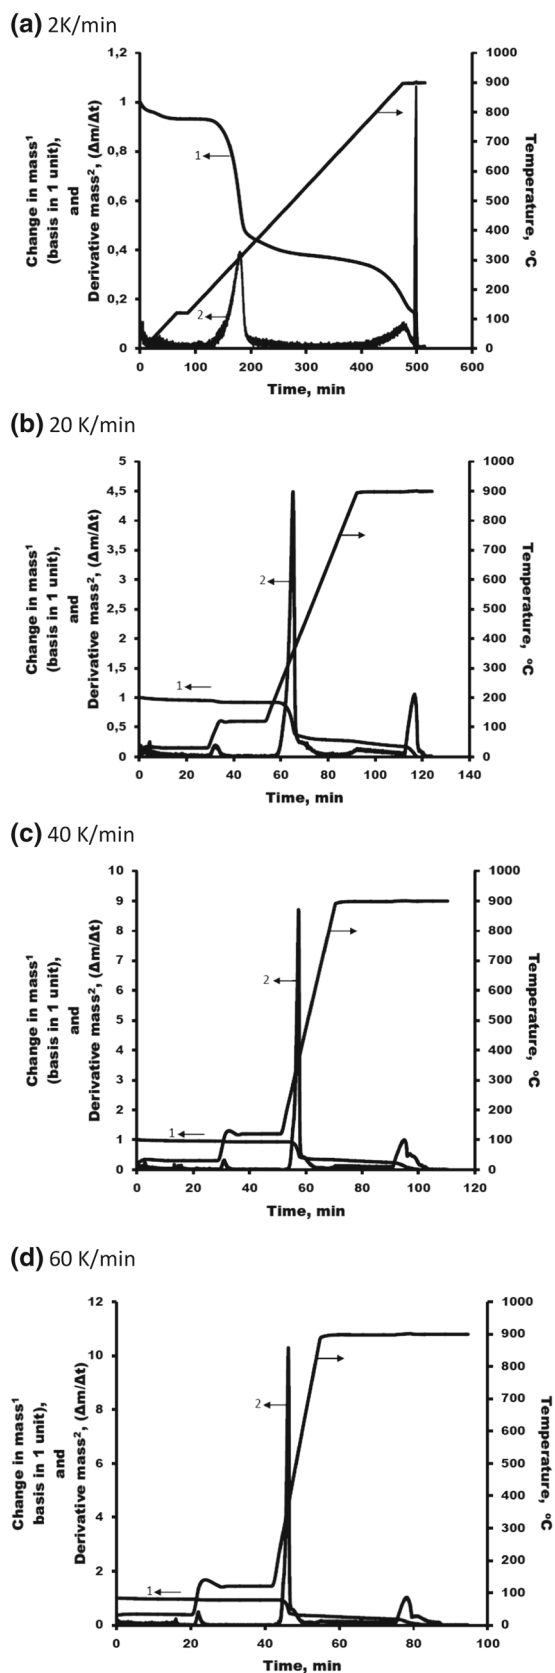 (a) 2K/min
Change in mass¹
(basis in 1 unit),
and
Derivative mass², (Δm/Δt)
1,2
1
0,8
0,6
0,4
0,2
0
1
2
1000
900
800
700
600
500
400
300
200
100
0
Temperature, °C
0 100 200 300 400 500 600
Time, min
(b) 20 K/min
Change in mass¹
(basis in 1 unit),
and
Derivative mass², (Δm/Δt)
5
4,5
4
3,5
3
2,5
2
1,5
1
0,5
0
2
1
1000
900
800
700
600
500
400
300
200
100
0
Temperature, °C
0 20 40 60 80 100 120 140
Time, min
(c) 40 K/min
Change in mass¹
(basis in 1 unit),
and
Derivative mass², (Δm/Δt)
10
9
8
7
6
5
4
3
2
1
0
2
1
1000
900
800
700
600
500
400
300
200
100
0
Temperature, °C
0 20 40 60 80 100 120
Time, min
(d) 60 K/min
Change in mass¹
basis in 1 unit),
and
Derivative mass², (Δm/Δt)
12
10
8
6
4
2
0
2
1
1000
900
800
700
600
500
400
300
200
100
0
Temperature, °C
0 20 40 60 80 100
Time, min